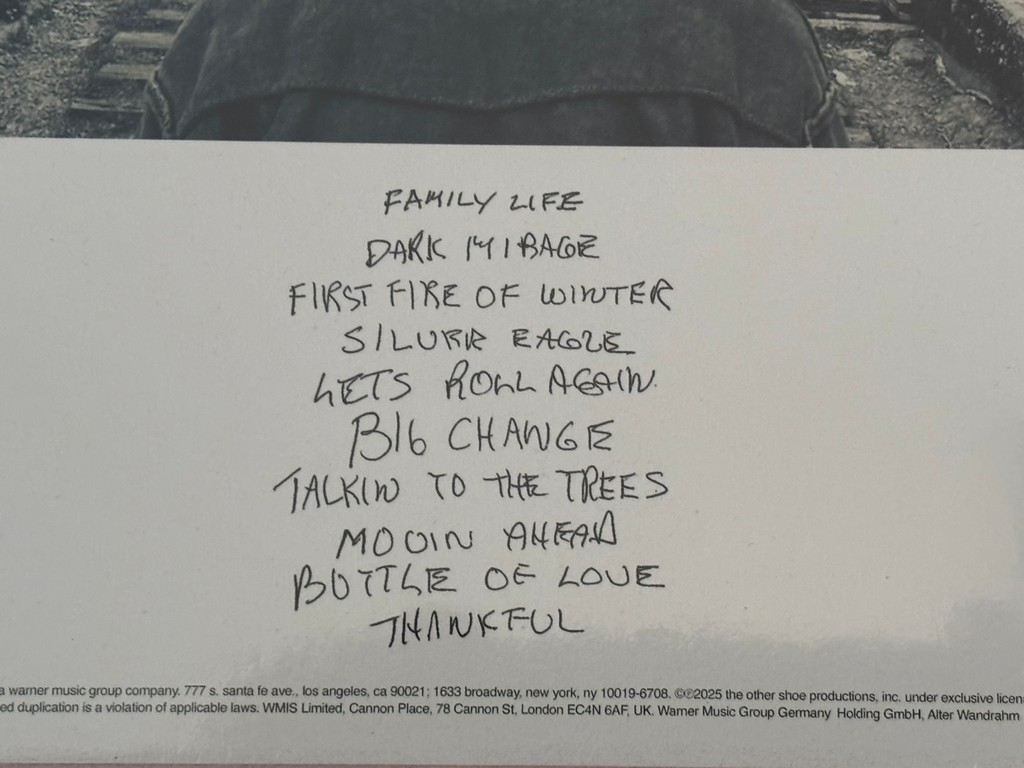 FAMILY LIFE
DARK MIRAGE
FIRST FIRE OF WINTER
SILVER EAGLE
LETS ROLL AGAIN
BIG CHANGE
TALKIN TO THE TREES
MOVIN AHEAD
BOTTLE OF LOVE
THANKFUL
a warner music group company. 777 s. santa fe ave., los angeles, ca 90021; 1633 broadway, new york, ny 10019-6708. ©℗2025 the other shoe productions, inc. under exclusive licen
ed duplication is a violation of applicable laws. WMIS Limited, Cannon Place, 78 Cannon St, London EC4N 6AF, UK. Warner Music Group Germany Holding GmbH, Alter Wandrahm